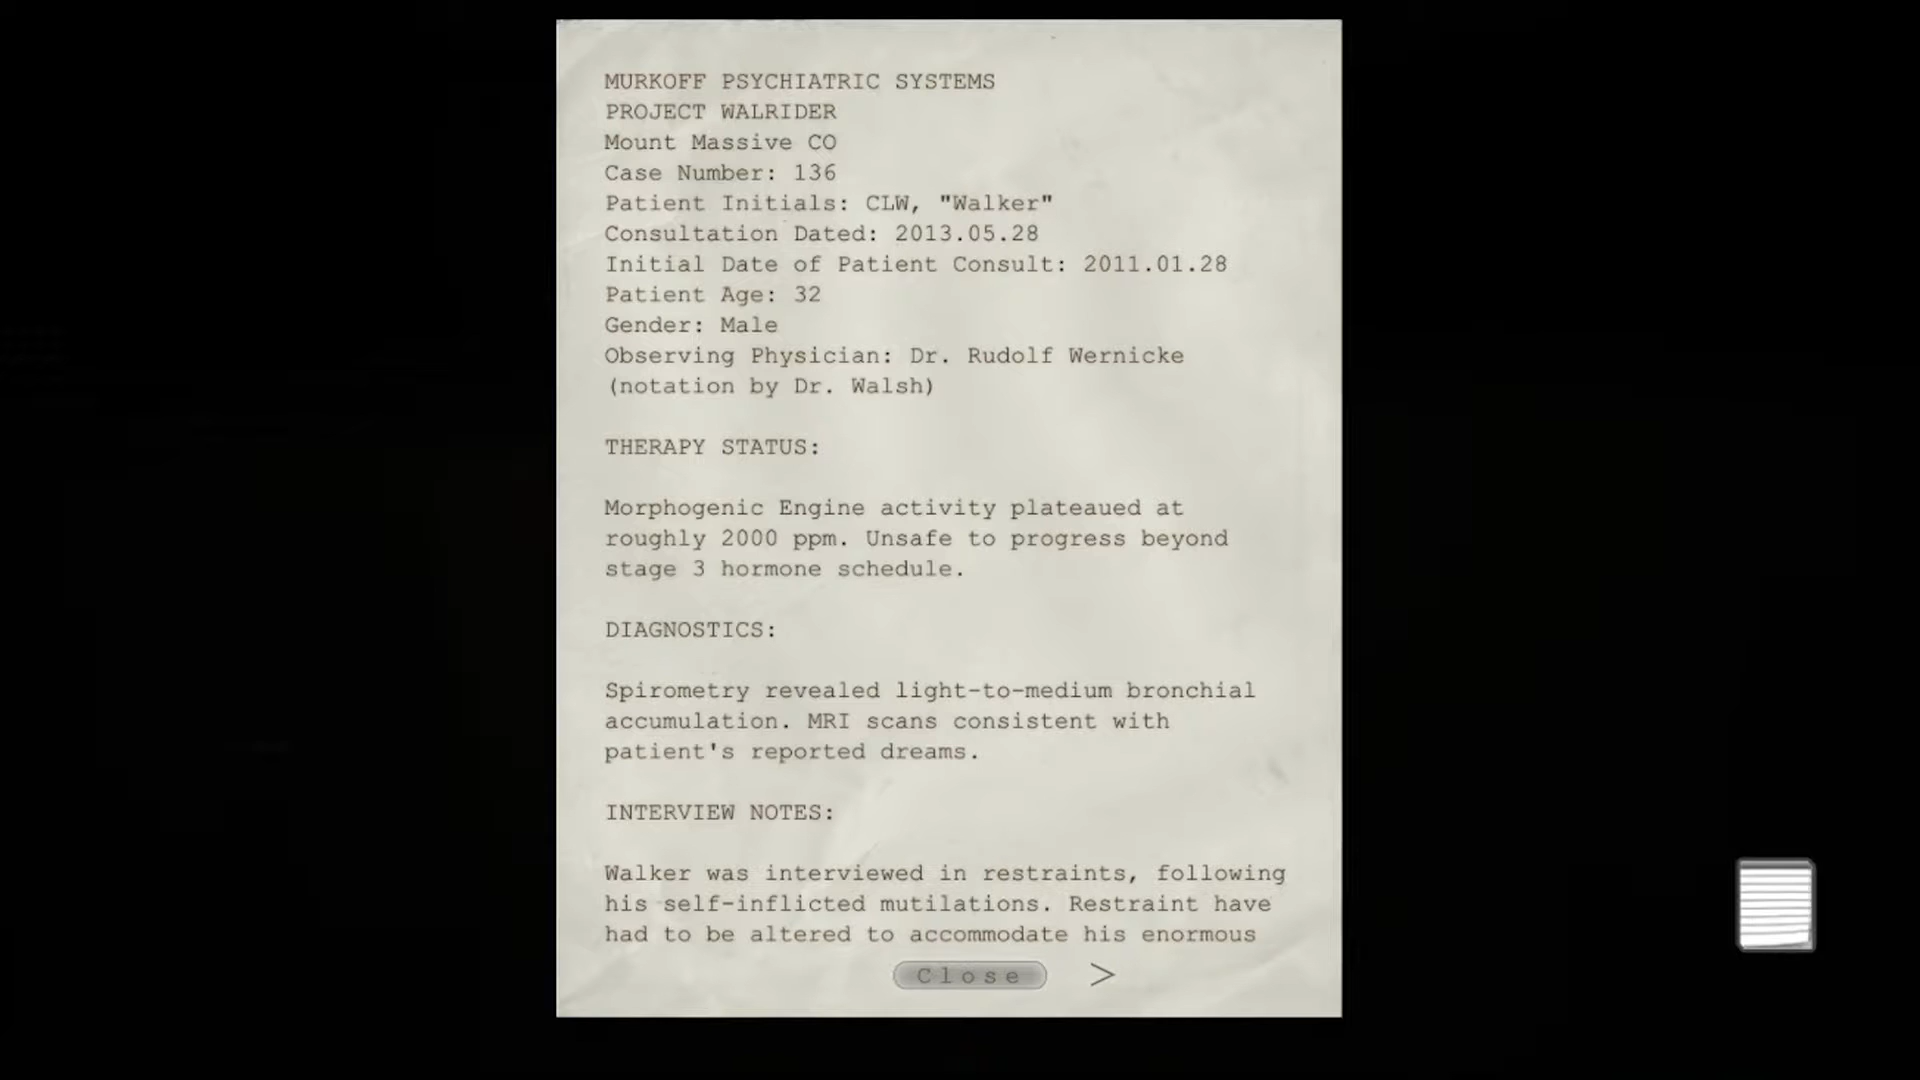 MURKOFF PSYCHIATRIC SYSTEMS
PROJECT WALRIDER
Mount Massive CO
Case Number: 136
Patient Initials: CLW, "Walker"
Consultation Dated: 2013.05.28
Initial Date of Patient Consult: 2011.01.28
Patient Age: 32
Gender: Male
Observing Physician: Dr. Rudolf Wernicke
(notation by Dr. Walsh)
THERAPY STATUS:
Morphogenic Engine activity plateaued at
roughly 2000 ppm. Unsafe to progress beyond
stage 3 hormone schedule.
DIAGNOSTICS:
Spirometry revealed light-to-medium bronchial
accumulation. MRI scans consistent with
patient's reported dreams.
INTERVIEW NOTES:
Walker was interviewed in restraints, following
his self-inflicted mutilations. Restraint have
had to be altered to accommodate his enormous
Close >